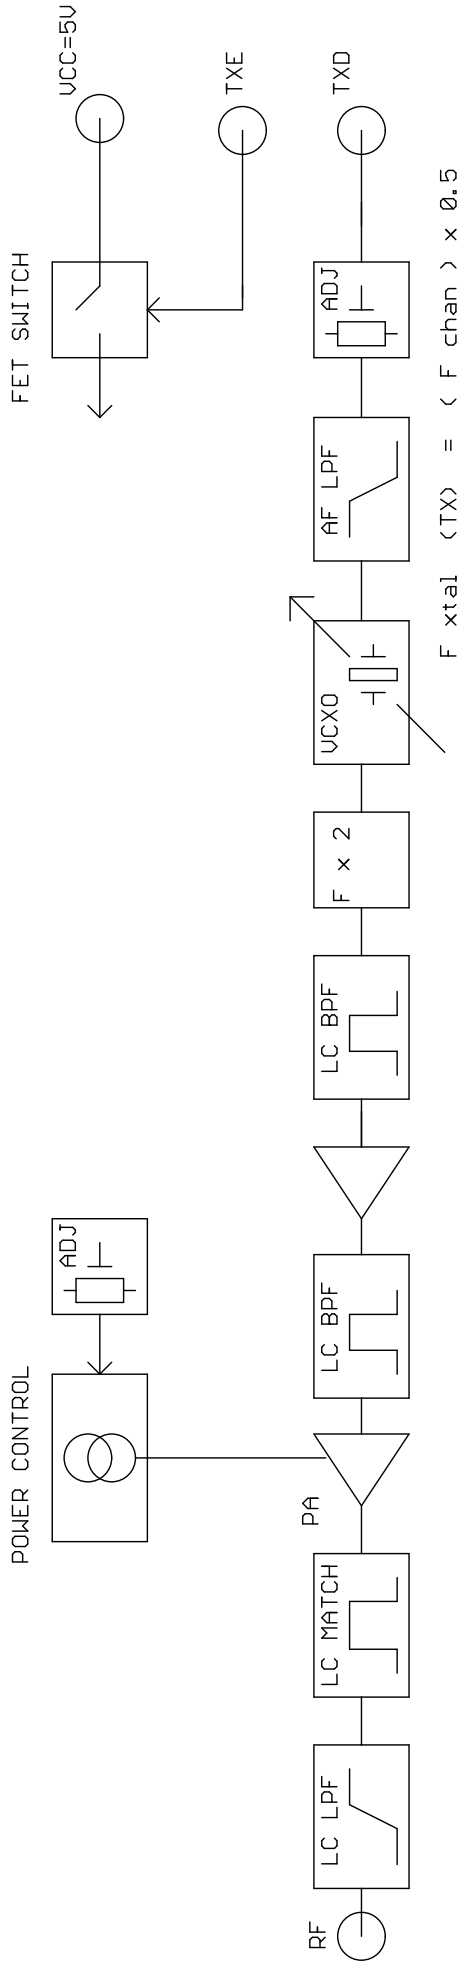 POWER CONTROL
ADJ
FET SWITCH
VCC=5V
TXE
RF
LC LPF
LC MATCH
PA
LC BPF
LC BPF
F x 2
VCXO
AF LPF
ADJ
TXD
F xtal (TX) = ( F chan ) x 0.5